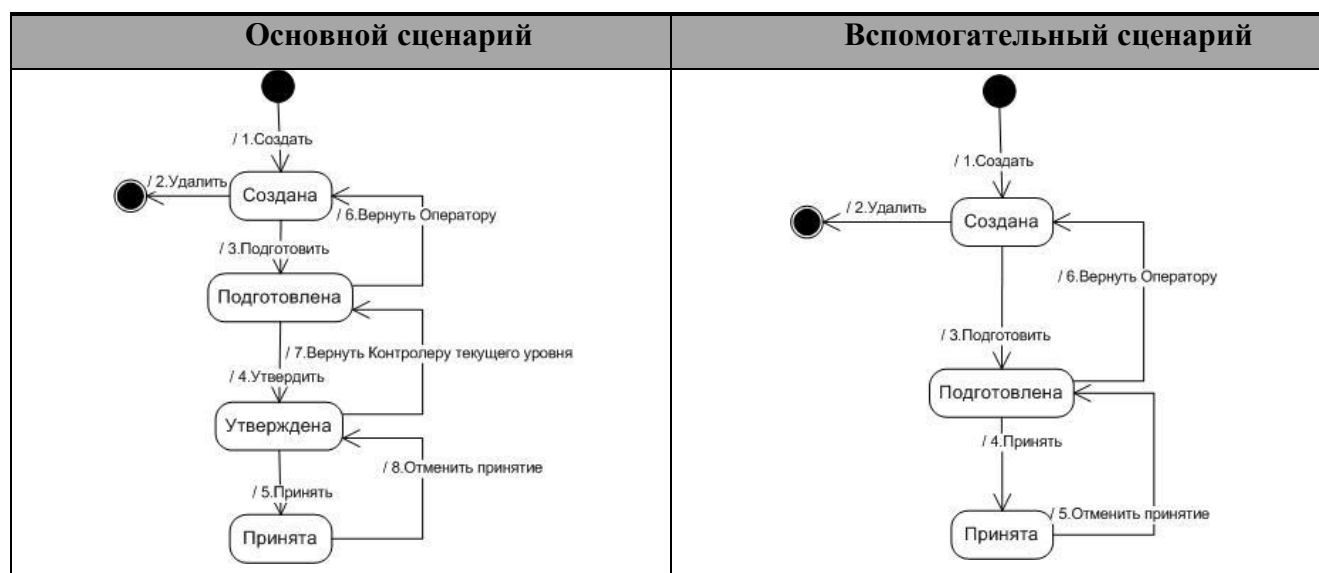 Основной сценарий
Вспомогательный сценарий
/ 1.Создать
/ 2.Удалить
Создана
/ 6.Вернуть Оператору
/ 3.Подготовить
Подготовлена
/ 7.Вернуть Контролеру текущего уровня
/ 4.Утвердить
Утверждена
/ 8.Отменить принятие
/ 5.Принять
Принята
/ 1.Создать
/ 2.Удалить
Создана
/ 6.Вернуть Оператору
/ 3.Подготовить
Подготовлена
/ 4.Принять
/ 5.Отменить принятие
Принята